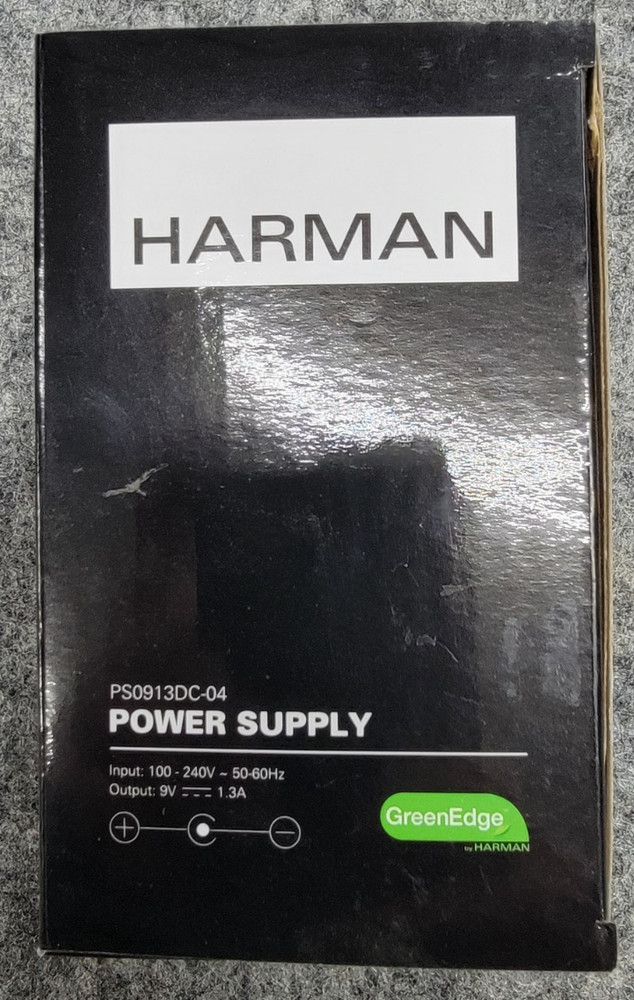 HARMAN
PS0913DC-04
POWER SUPPLY
Input: 100 - 240V ~ 50-60Hz
Output: 9V ⎓ 1.3A
+ −
GreenEdge
by HARMAN